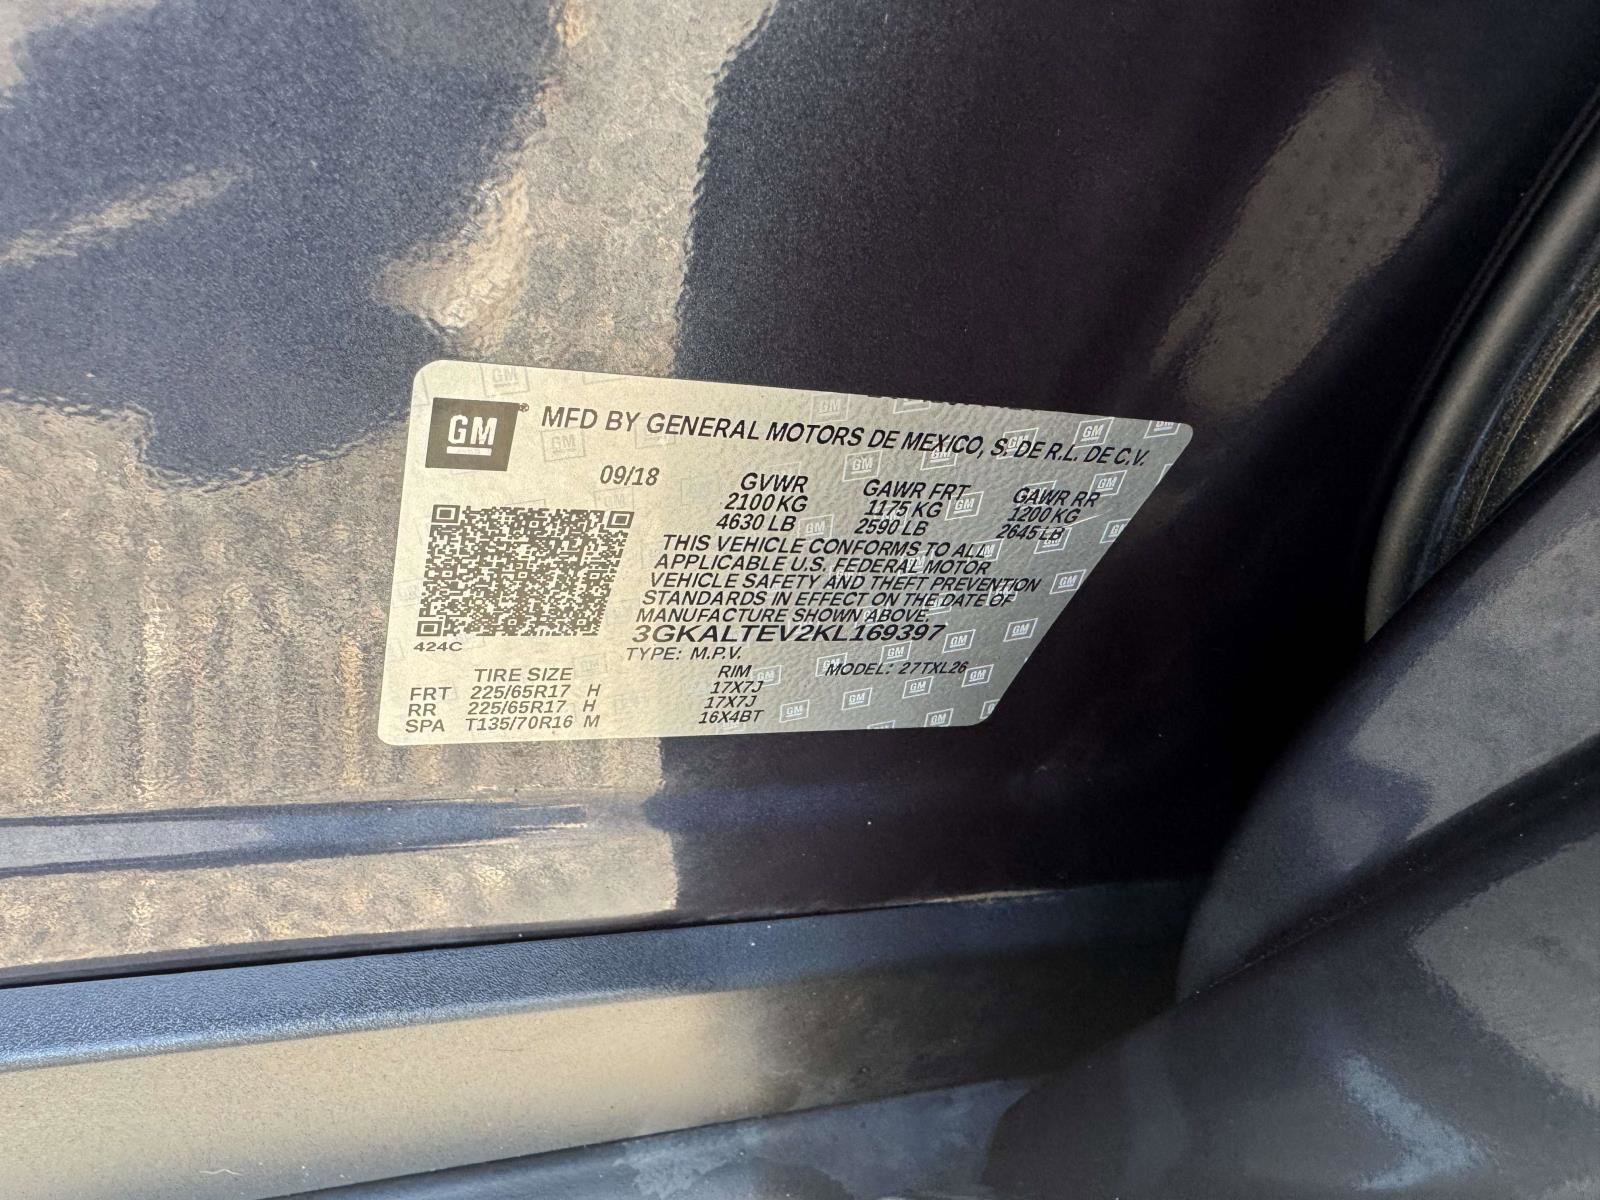 GM® MFD BY GENERAL MOTORS DE MEXICO, S. DE R.L. DE C.V.
09/18 GVWR GAWR FRT GAWR RR
2100 KG 1175 KG 1200 KG
4630 LB 2590 LB 2645 LB
THIS VEHICLE CONFORMS TO ALL
APPLICABLE U.S. FEDERAL MOTOR
VEHICLE SAFETY AND THEFT PREVENTION
STANDARDS IN EFFECT ON THE DATE OF
MANUFACTURE SHOWN ABOVE.
3GKALTEV2KL169397
424C TYPE: M.P.V. MODEL: 27TXL26
TIRE SIZE RIM
FRT 225/65R17 H 17X7J
RR 225/65R17 H 17X7J
SPA T135/70R16 M 16X4BT